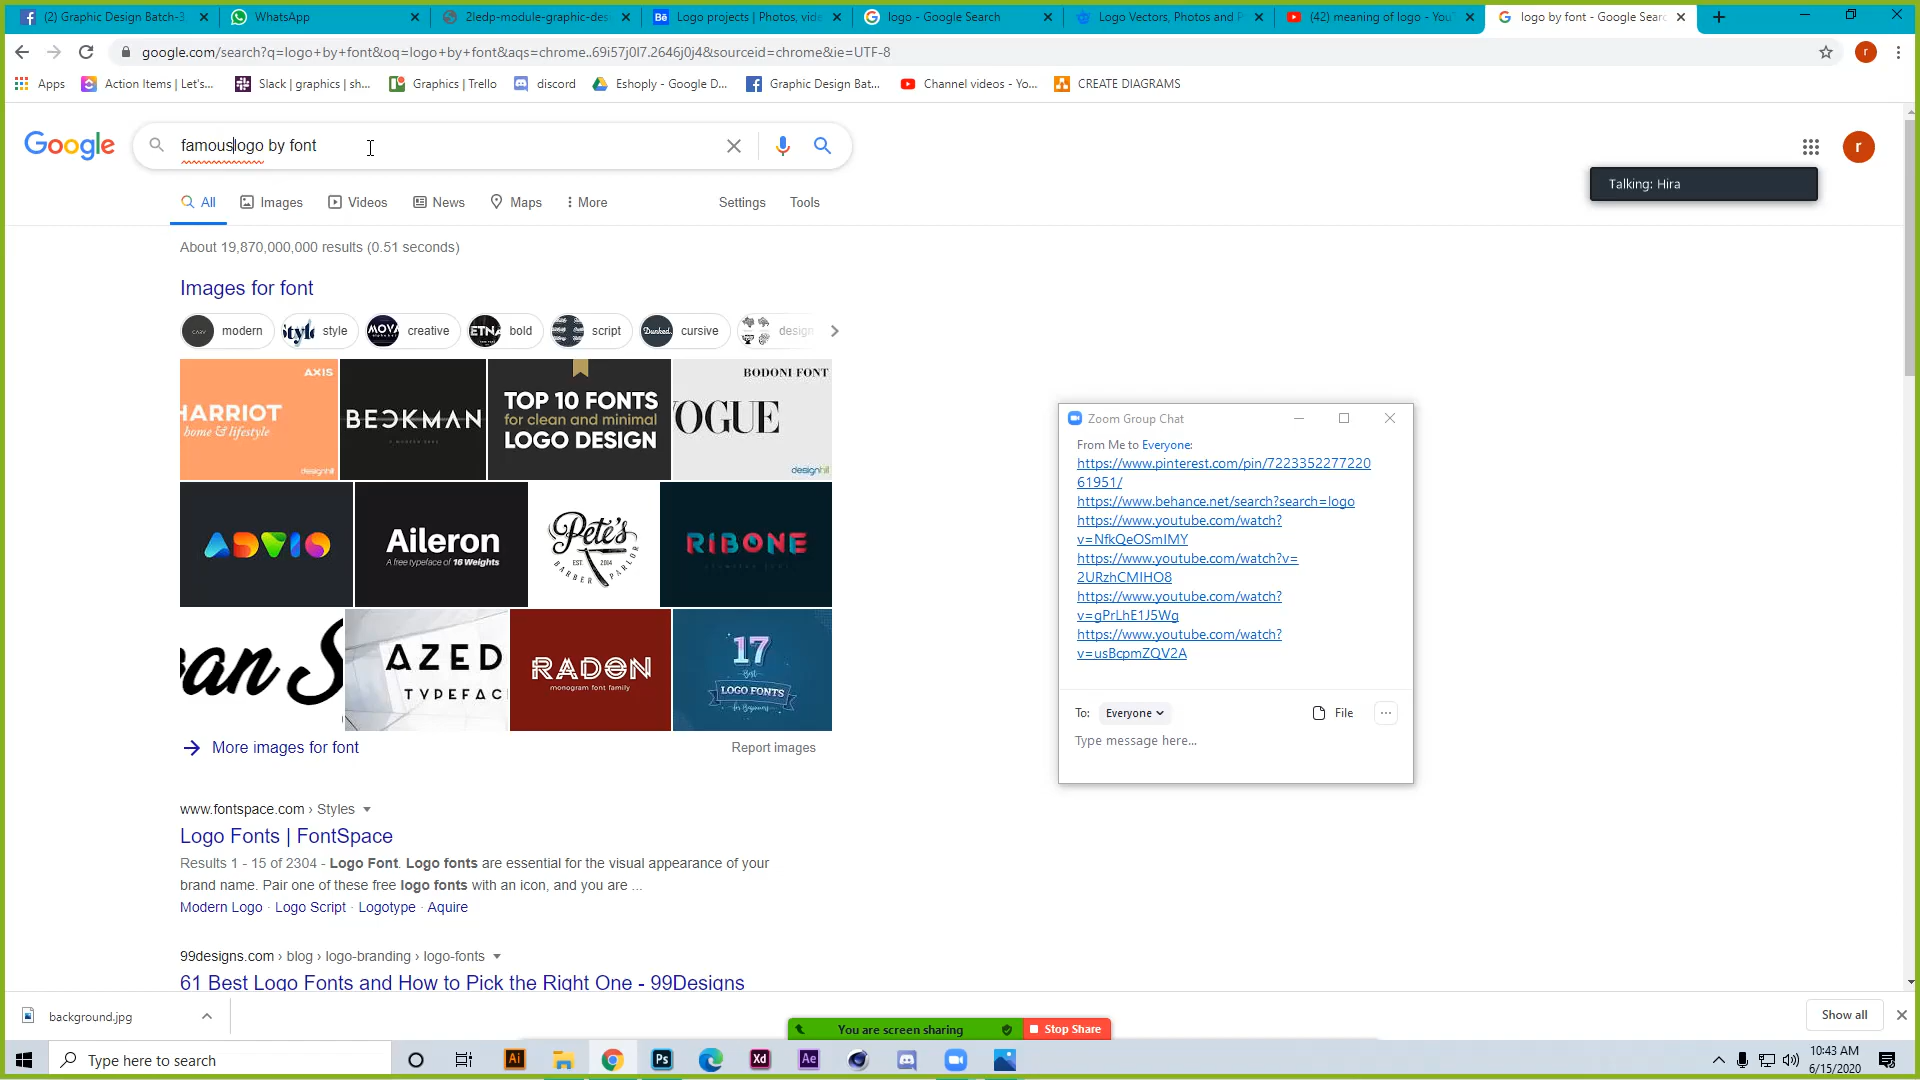 (2) Graphic Design Batch-3
WhatsApp
2ledp-module-graphic-des
Logo projects | Photos, vide
logo - Google Search
Logo Vectors, Photos and P
(42) meaning of logo - You
logo by font - Google Searc
google.com/search?q=logo+by+font&oq=logo+by+font&aqs=chrome..69i57j0l7.2646j0j4&sourceid=chrome&ie=UTF-8
r
Apps
Action Items | Let's...
Slack | graphics | sh...
Graphics | Trello
discord
Eshoply - Google D...
Graphic Design Bat...
Channel videos - Yo...
CREATE DIAGRAMS
Google
famouslogo by font
r
Talking: Hira
All
Images
Videos
News
Maps
More
Settings
Tools
About 19,870,000,000 results (0.51 seconds)
Images for font
modern
style
creative
bold
script
cursive
design
AXIS
HARRIOT
home & lifestyle
designhill
BECKMAN
TOP 10 FONTS
for clean and minimal
LOGO DESIGN
BODONI FONT
VOGUE
designhill
ADVIO
Aileron
A free typeface of 16 Weights
Pete's
EST. 2014
BARBER PARLOR
RIBONE
an S
AZED
TYPEFAC
RADON
monogram font family
17
Best
LOGO FONTS
for Beginners
More images for font
Report images
www.fontspace.com › Styles
Logo Fonts | FontSpace
Results 1 - 15 of 2304 - Logo Font. Logo fonts are essential for the visual appearance of your
brand name. Pair one of these free logo fonts with an icon, and you are ...
Modern Logo · Logo Script · Logotype · Aquire
99designs.com › blog › logo-branding › logo-fonts
61 Best Logo Fonts and How to Pick the Right One - 99Designs
Zoom Group Chat
From Me to Everyone:
https://www.pinterest.com/pin/7223352277220
61951/
https://www.behance.net/search?search=logo
https://www.youtube.com/watch?
v=NfkQeOSmIMY
https://www.youtube.com/watch?v=
2URzhCMIHO8
https://www.youtube.com/watch?
v=gPrLhE1J5Wg
https://www.youtube.com/watch?
v=usBcpmZQV2A
To:
Everyone
File
Type message here...
background.jpg
Show all
You are screen sharing
Stop Share
Type here to search
Ai
Ps
Xd
Ae
10:43 AM
6/15/2020